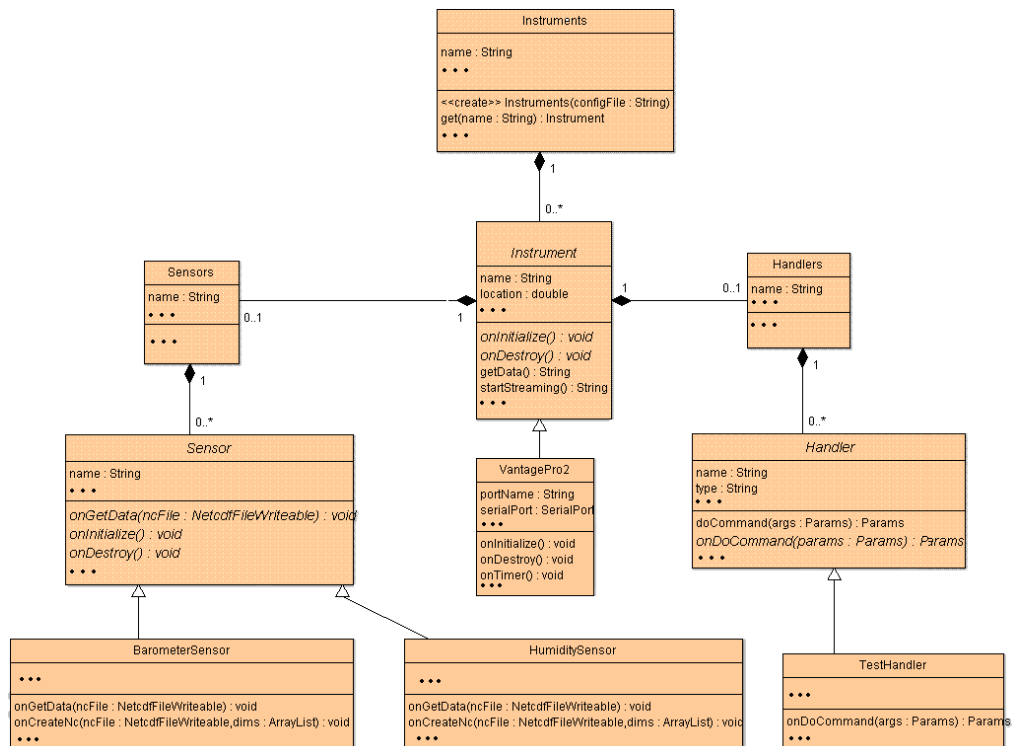 Instruments
name : String
• • •
<<create>> Instruments(configFile : String)
get(name : String) : Instrument
• • •
1
0..*
Instrument
name : String
location : double
• • •
onInitialize() : void
onDestroy() : void
getData() : String
startStreaming() : String
• • •
1
0..1
1
0..1
Sensors
name : String
• • •
• • •
1
0..*
Handlers
name : String
• • •
• • •
1
0..*
Sensor
name : String
• • •
onGetData(ncFile : NetcdfFileWriteable) : void
onInitialize() : void
onDestroy() : void
• • •
VantagePro2
portName : String
serialPort : SerialPort
• • •
onInitialize() : void
onDestroy() : void
onTimer() : void
• • •
Handler
name : String
type : String
• • •
doCommand(args : Params) : Params
onDoCommand(params : Params) : Params
• • •
BarometerSensor
• • •
onGetData(ncFile : NetcdfFileWriteable) : void
onCreateNc(ncFile : NetcdfFileWriteable,dims : ArrayList) : void
• • •
HumiditySensor
• • •
onGetData(ncFile : NetcdfFileWriteable) : void
onCreateNc(ncFile : NetcdfFileWriteable,dims : ArrayList) : void
• • •
TestHandler
• • •
onDoCommand(args : Params) : Params
• • •